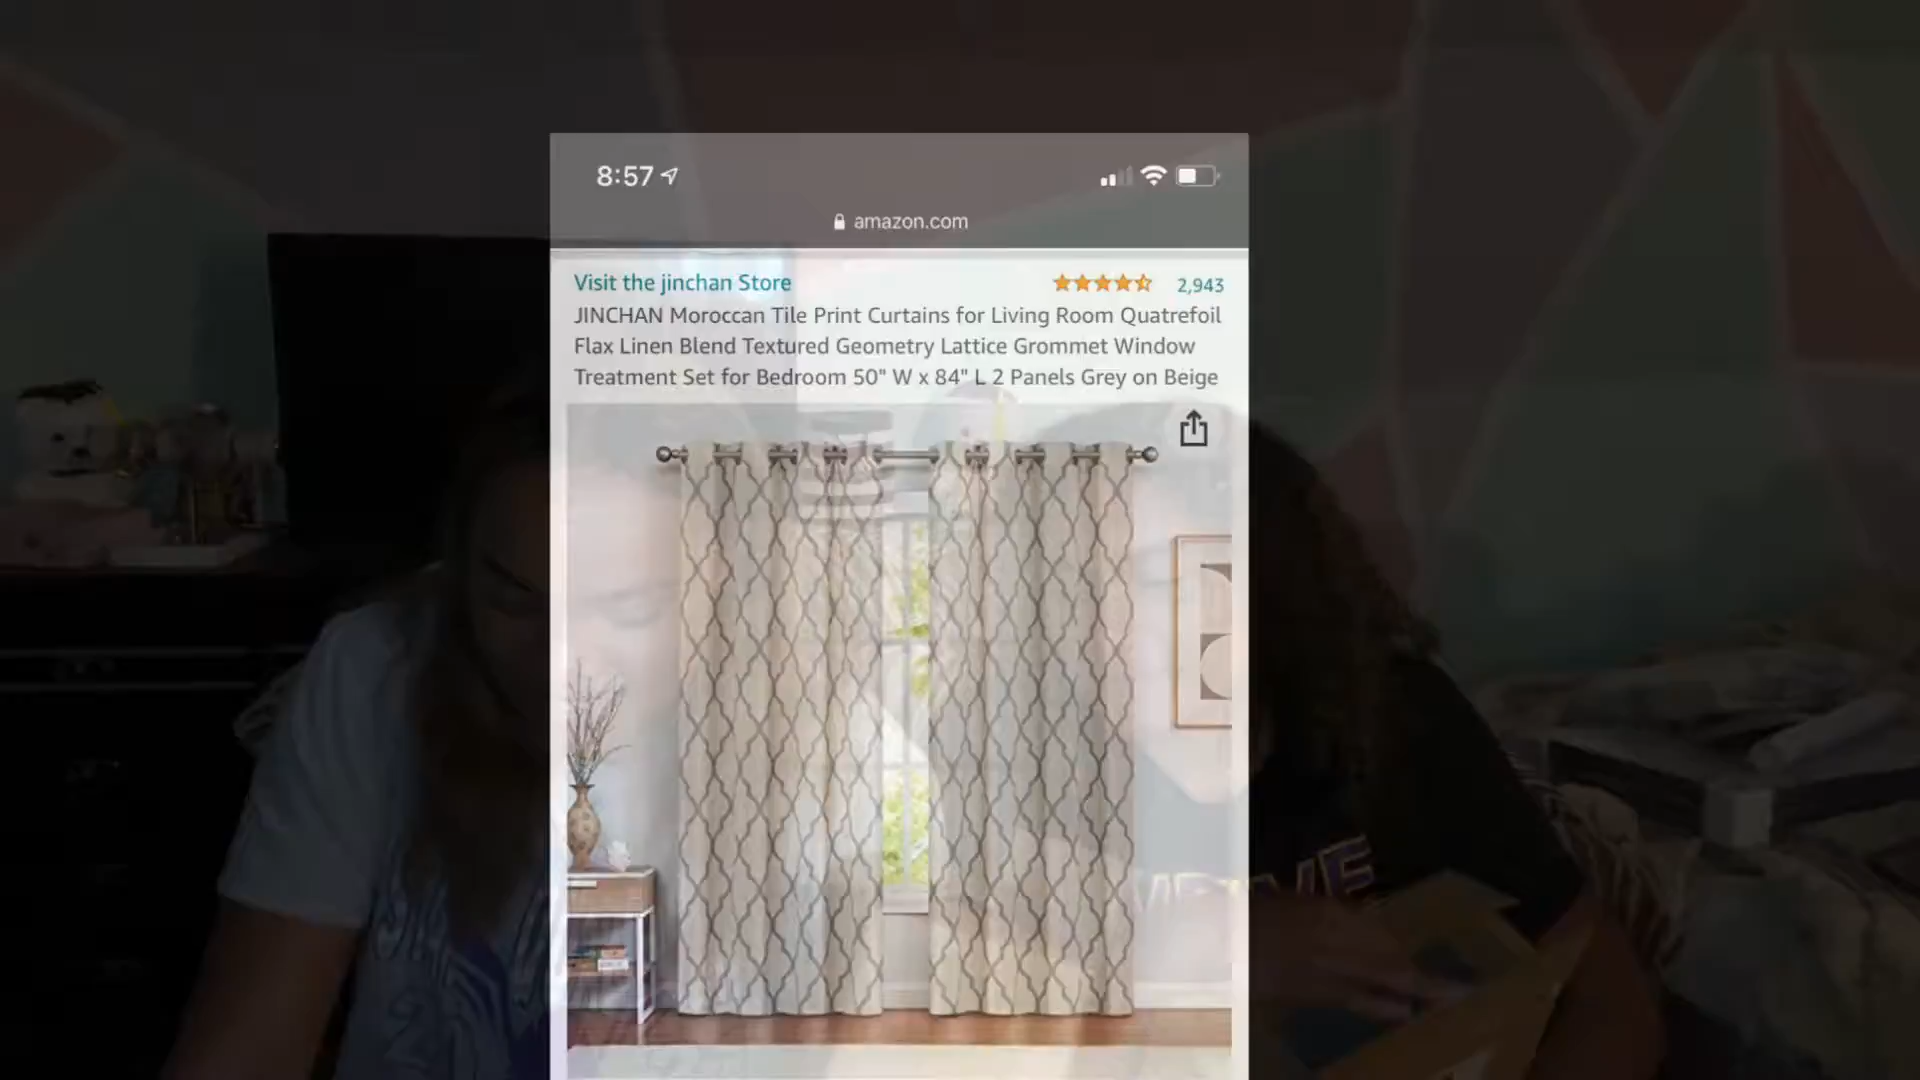 8:57
amazon.com
Visit the jinchan Store
2,943
JINCHAN Moroccan Tile Print Curtains for Living Room Quatrefoil
Flax Linen Blend Textured Geometry Lattice Grommet Window
Treatment Set for Bedroom 50" W x 84" L 2 Panels Grey on Beige